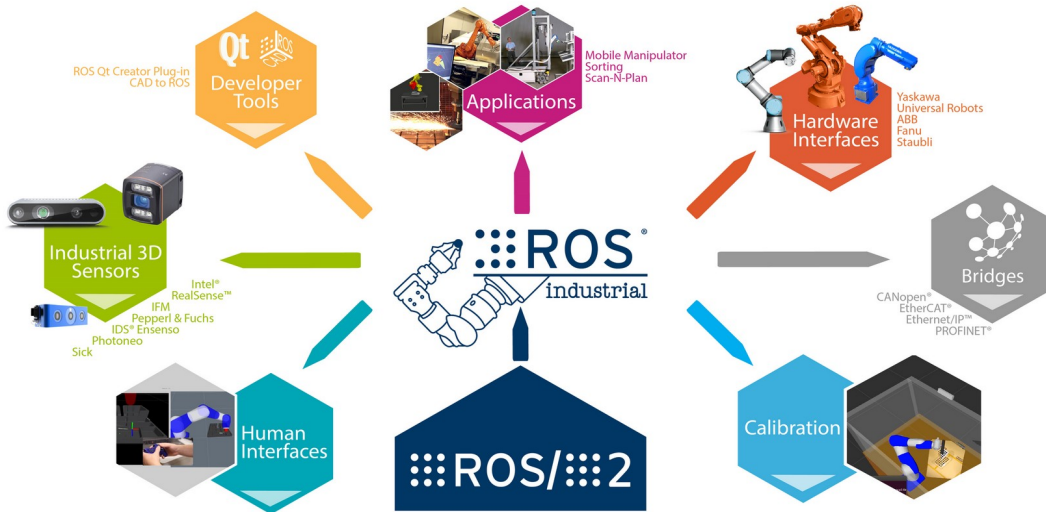 Qt
ROS
CAD
Developer
Tools
ROS Qt Creator Plug-in
CAD to ROS
Applications
Mobile Manipulator
Sorting
Scan-N-Plan
Hardware
Interfaces
Yaskawa
Universal Robots
ABB
Fanu
Staubli
Industrial 3D
Sensors
Intel®
RealSense™
IFM
Pepperl & Fuchs
IDS® Ensenso
Photoneo
Sick
ROS®
industrial
Bridges
CANopen®
EtherCAT®
Ethernet/IP™
PROFINET®
Human
Interfaces
ROS/2
Calibration